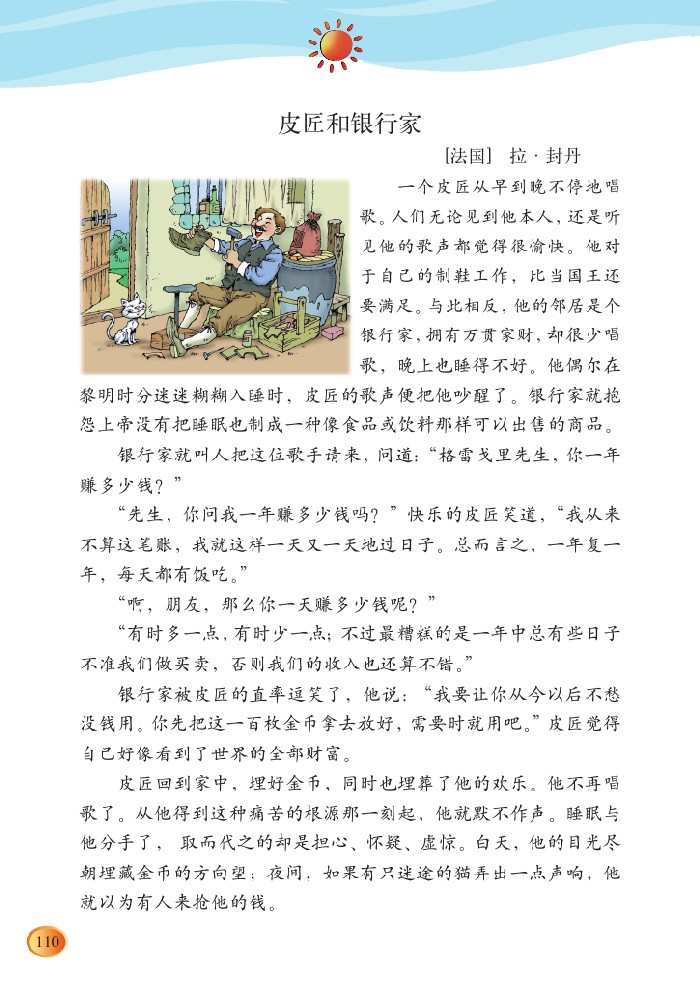 皮匠和银行家
[法国] 拉·封丹
一个皮匠从早到晚不停地唱
歌。人们无论见到他本人，还是听
见他的歌声都觉得很愉快。他对
于自己的制鞋工作，比当国王还
要满足。与此相反，他的邻居是个
银行家，拥有万贯家财，却很少唱
歌，晚上也睡得不好。他偶尔在
黎明时分迷迷糊糊入睡时，皮匠的歌声便把他吵醒了。银行家就抱
怨上帝没有把睡眠也制成一种像食品或饮料那样可以出售的商品。
银行家就叫人把这位歌手请来，问道：“格雷戈里先生，你一年
赚多少钱？”
“先生，你问我一年赚多少钱吗？”快乐的皮匠笑道，“我从来
不算这笔账，我就这样一天又一天地过日子。总而言之，一年复一
年，每天都有饭吃。”
“啊，朋友，那么你一天赚多少钱呢？”
“有时多一点，有时少一点；不过最糟糕的是一年中总有些日子
不准我们做买卖，否则我们的收入也还算不错。”
银行家被皮匠的直率逗笑了，他说：“我要让你从今以后不愁
没钱用。你先把这一百枚金币拿去放好，需要时就用吧。”皮匠觉得
自己好像看到了世界的全部财富。
皮匠回到家中，埋好金币，同时也埋葬了他的欢乐。他不再唱
歌了。从他得到这种痛苦的根源那一刻起，他就默不作声。睡眠与
他分手了，取而代之的却是担心、怀疑、虚惊。白天，他的目光尽
朝埋藏金币的方向望；夜间，如果有只迷途的猫弄出一点声响，他
就以为有人来抢他的钱。
110